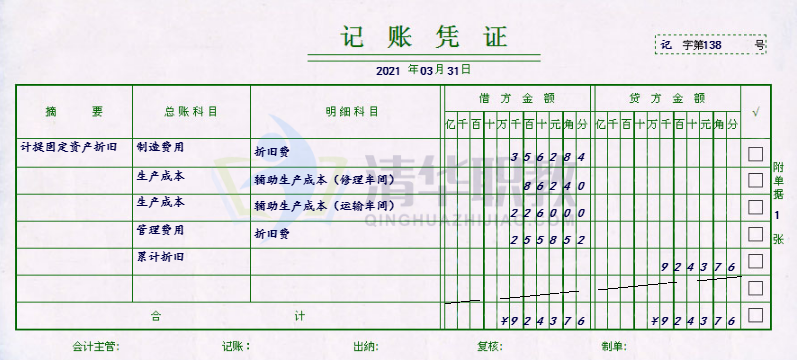 记账凭证
记 字第138 号
2021 年 03 月 31 日
摘 要 总账科目 明细科目 借方金额 贷方金额 √
亿千百十万千百十元角分 亿千百十万千百十元角分
计提固定资产折旧 制造费用 折旧费 356284
生产成本 辅助生产成本（修理车间） 86240
生产成本 辅助生产成本（运输车间） 226000
管理费用 折旧费 255852
累计折旧 924376
合 计 ¥924376 ¥924376
附单据 1 张
会计主管: 记账: 出纳: 复核: 制单:
清华职教
QINGHUAZHIJIAO.COM